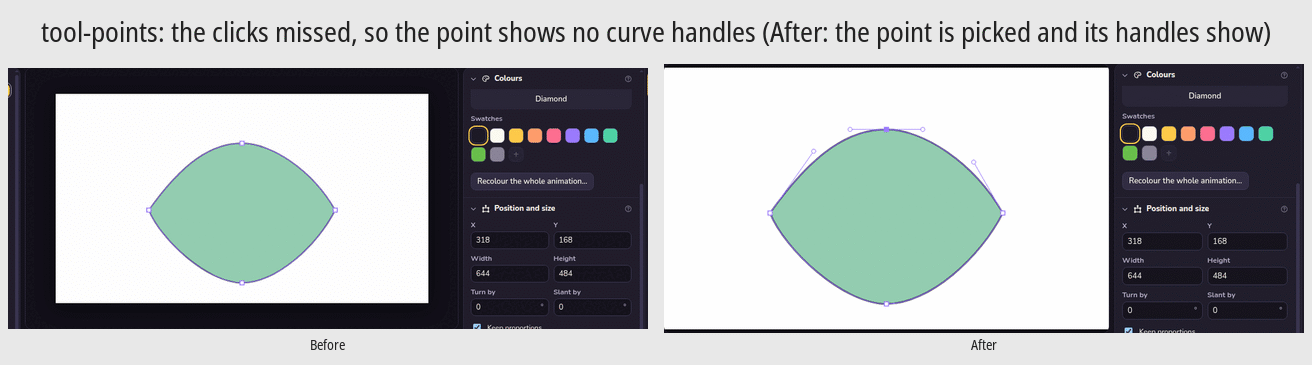 tool-points: the clicks missed, so the point shows no curve handles (After: the point is picked and its handles show)
Colours
Diamond
Swatches
+
Recolour the whole animation...
Position and size
X Y
318 168
Width Height
644 484
Turn by Slant by
0 ° 0 °
Keep proportions
Before
Colours
Diamond
Swatches
+
Recolour the whole animation...
Position and size
X Y
318 168
Width Height
644 484
Turn by Slant by
0 ° 0 °
Keep proportions
After